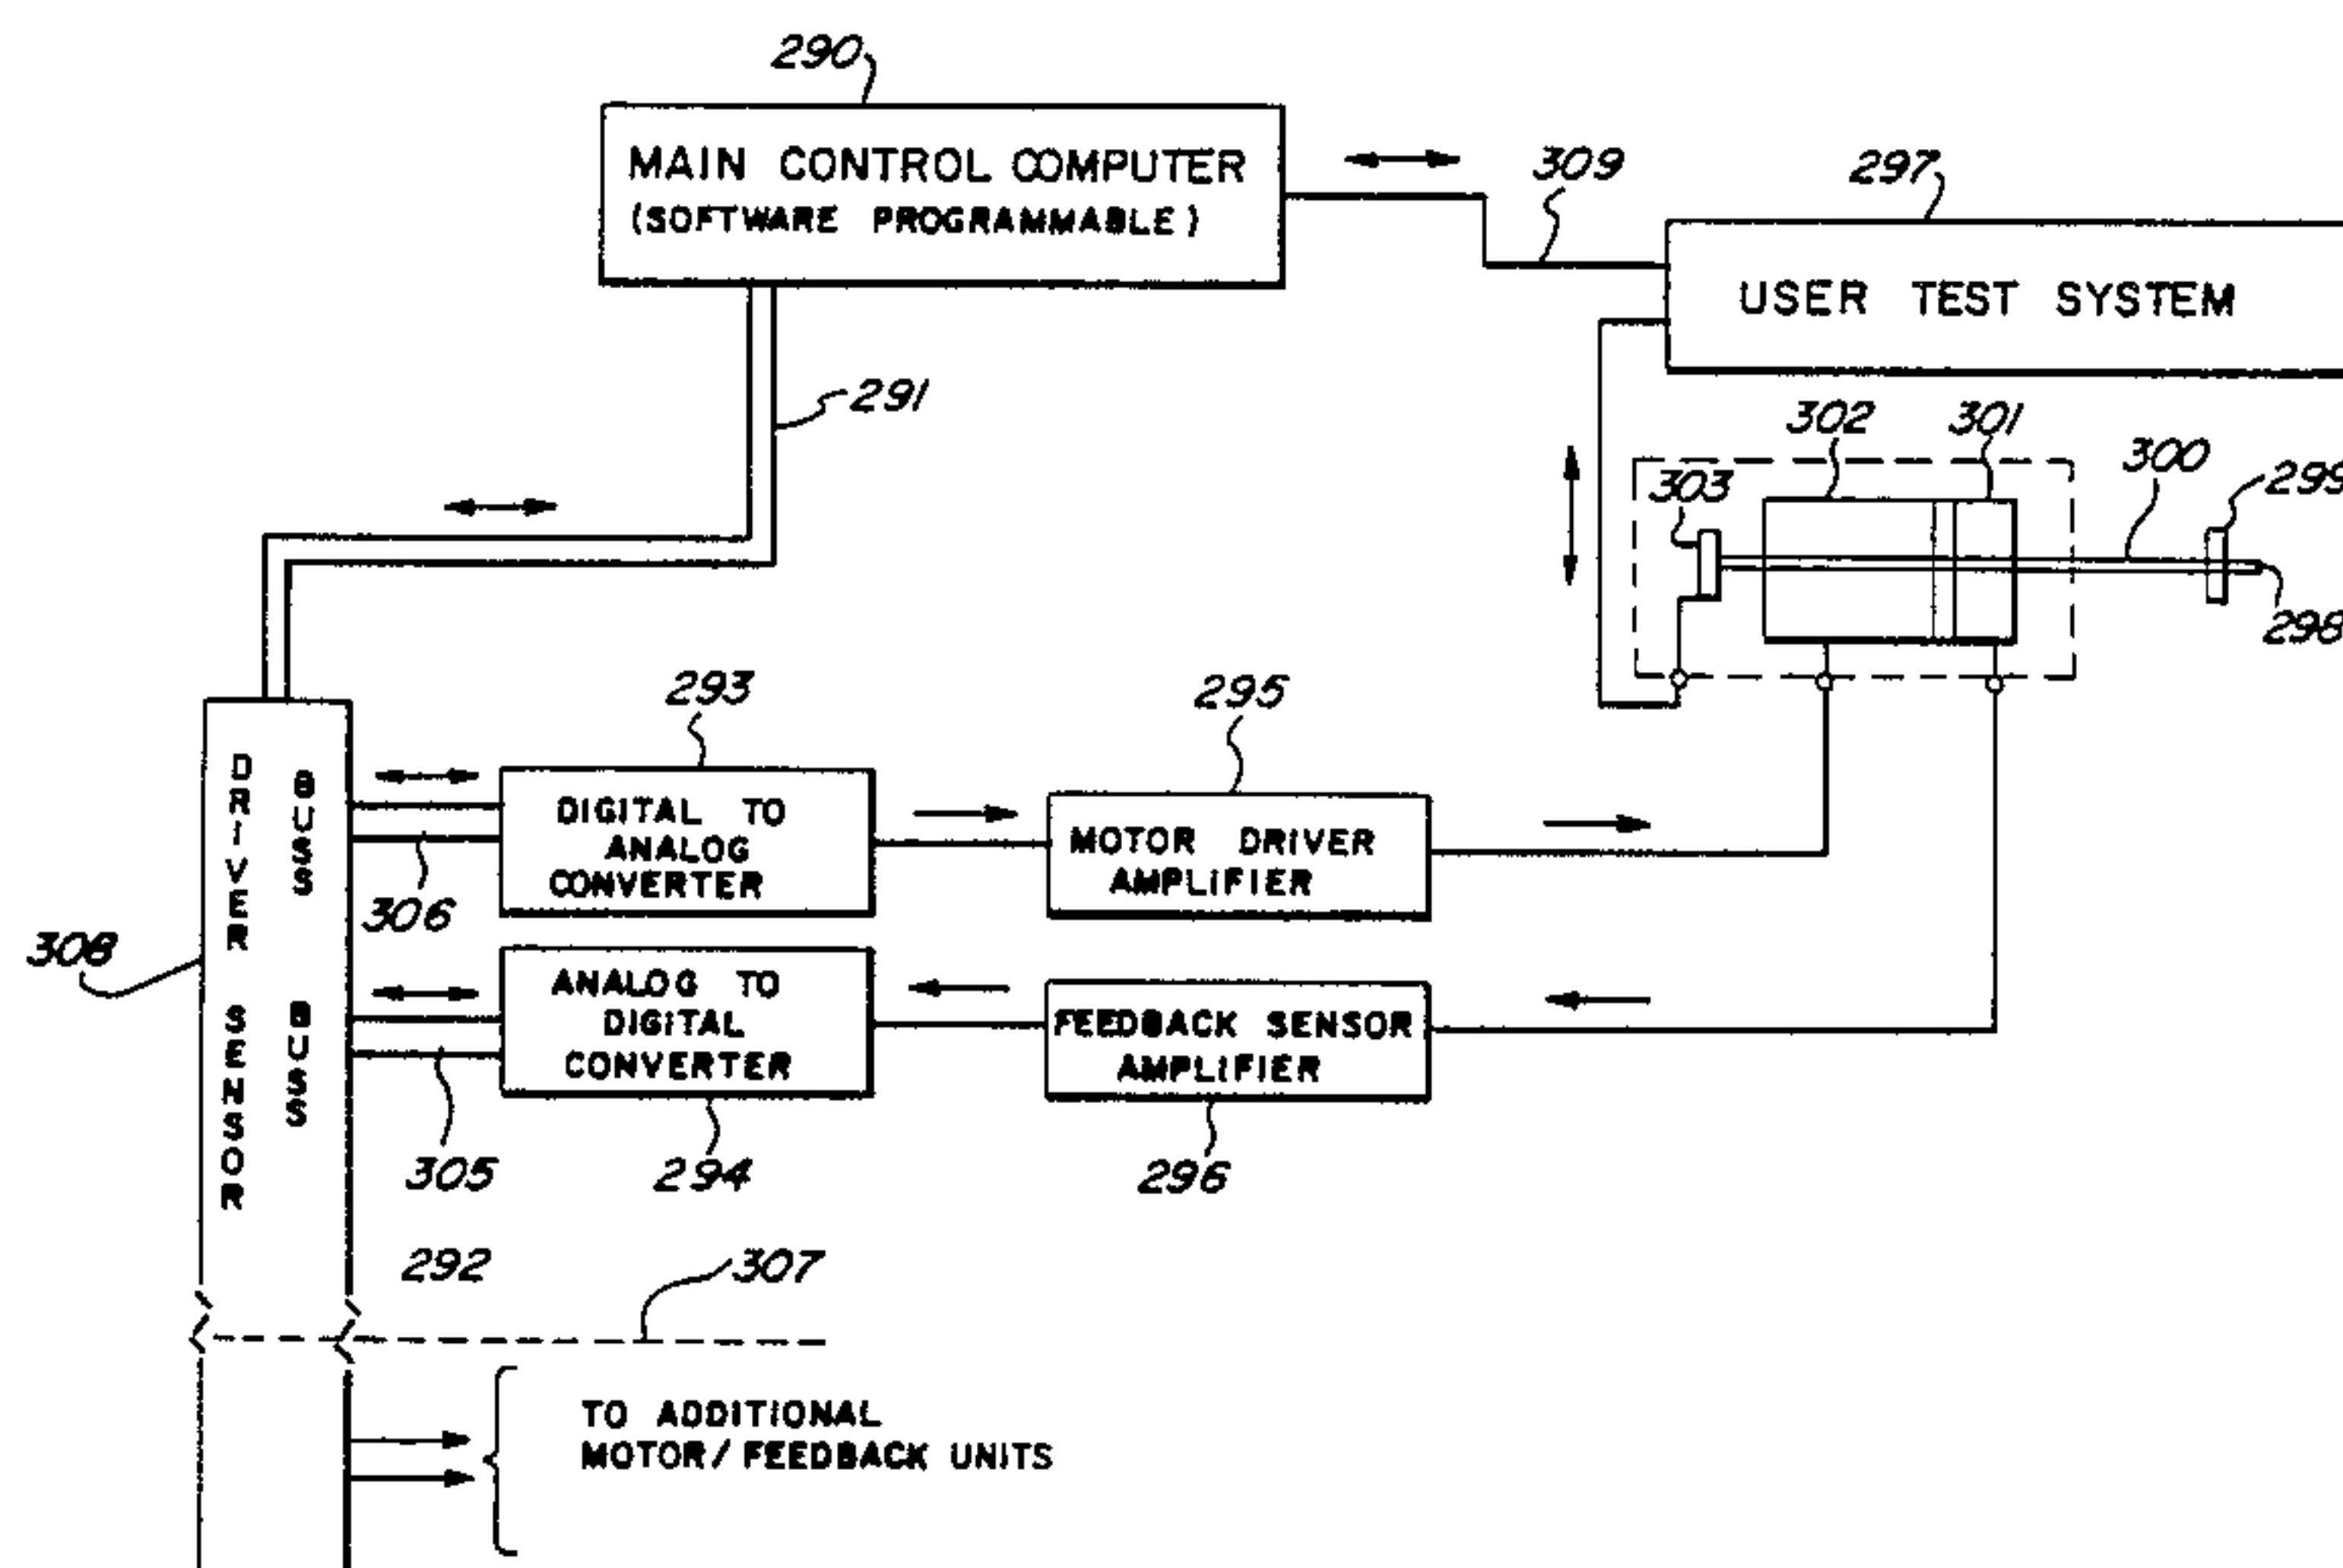 290
MAIN CONTROL COMPUTER
(SOFTWARE PROGRAMMABLE)
309
297
USER TEST SYSTEM
291
302
301
300
299
303
298
293
295
DRIVER BUSS
DIGITAL TO
ANALOG
CONVERTER
MOTOR DRIVER
AMPLIFIER
306
308
SENSOR BUSS
ANALOG TO
DIGITAL
CONVERTER
FEEDBACK SENSOR
AMPLIFIER
305
294
296
292
307
TO ADDITIONAL
MOTOR/FEEDBACK UNITS